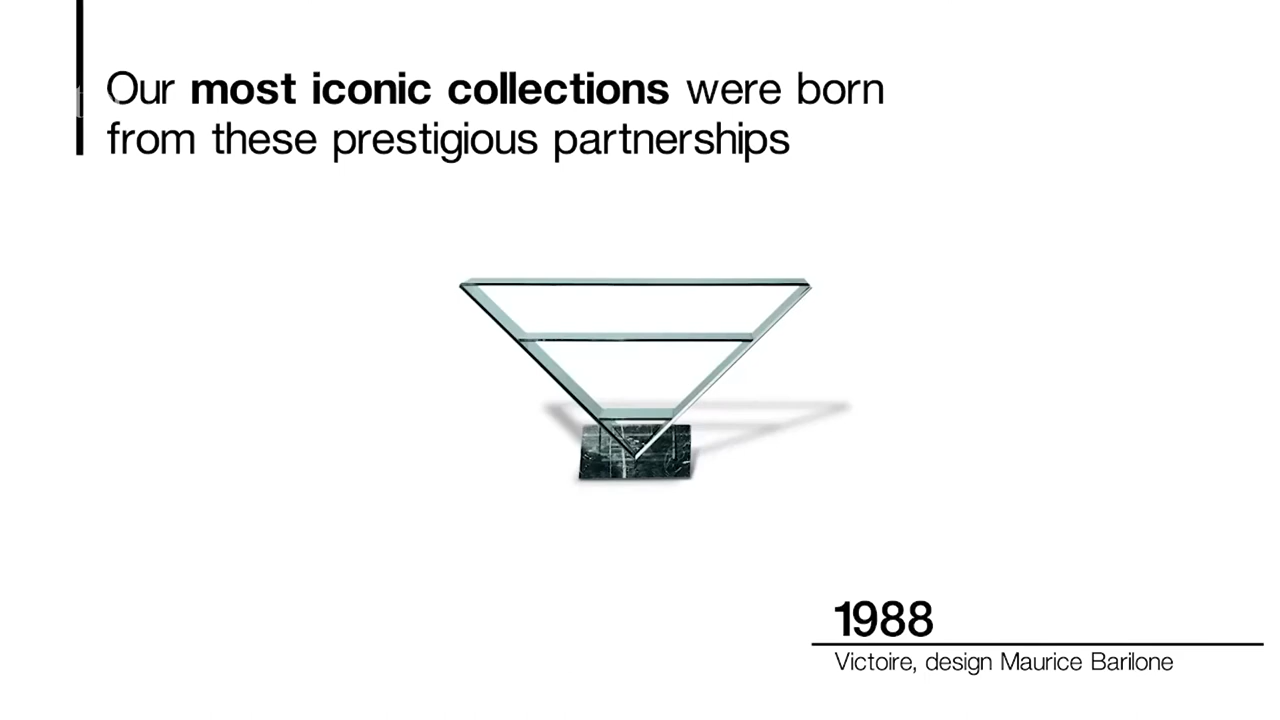 Our most iconic collections were born
from these prestigious partnerships
1988
Victoire, design Maurice Barilone